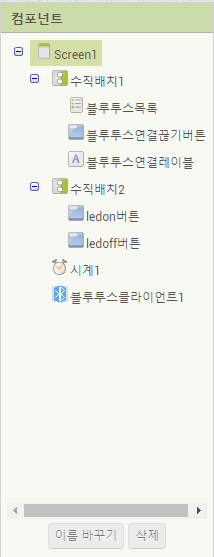 컴포넌트
Screen1
수직배치1
블루투스목록
블루투스연결끊기버튼
블루투스연결레이블
수직배치2
ledon버튼
ledoff버튼
시계1
블루투스클라이언트1
이름 바꾸기 삭제